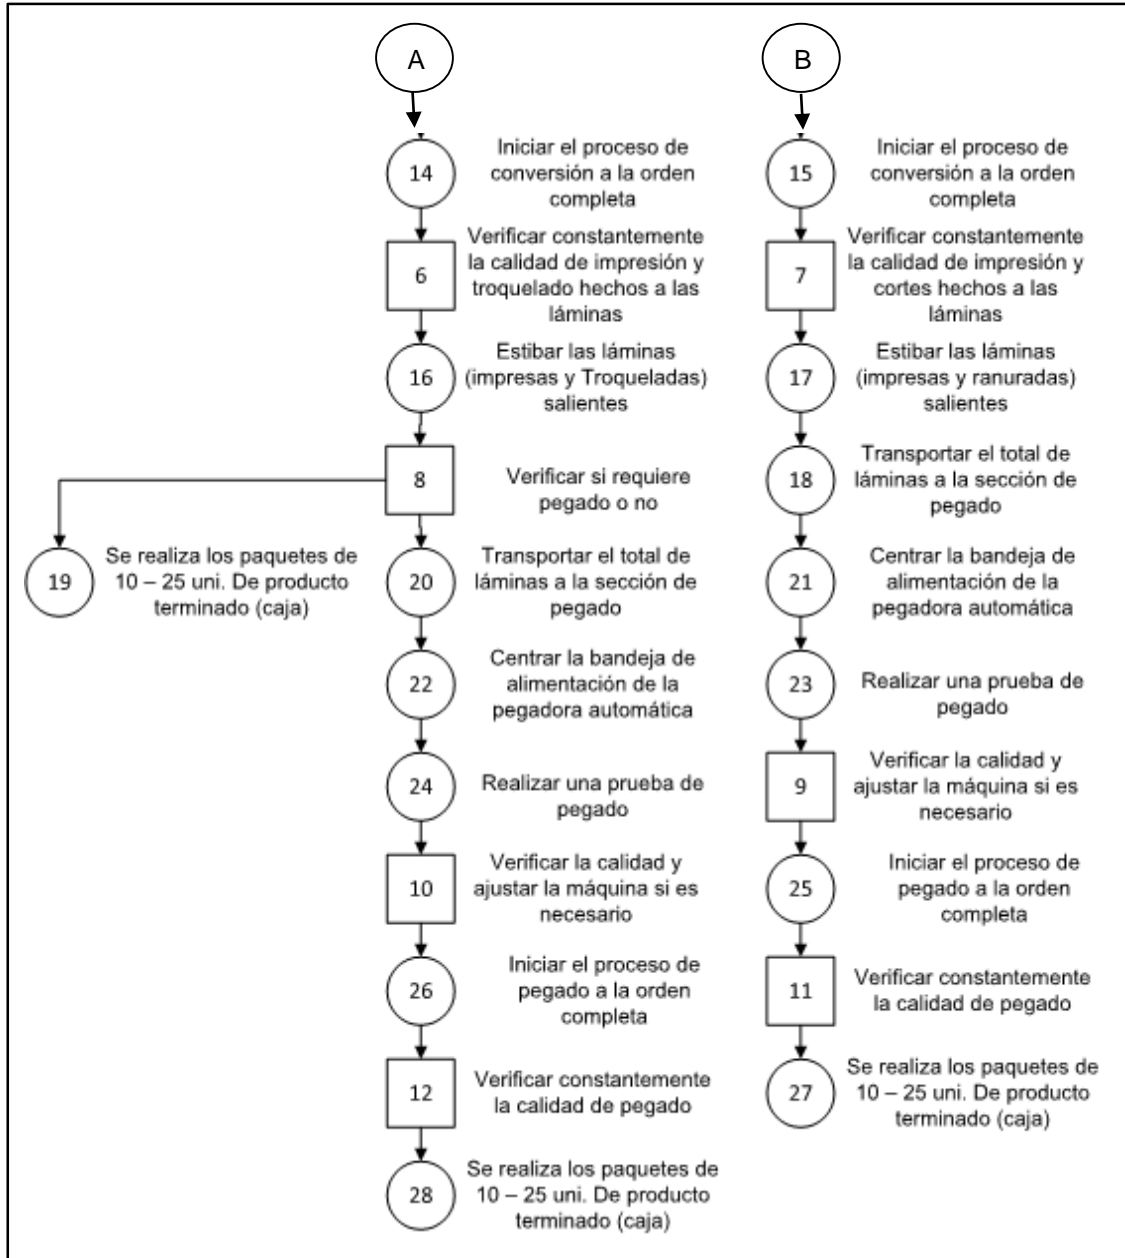 A
B
14
Iniciar el proceso de
conversión a la orden
completa
15
Iniciar el proceso de
conversión a la orden
completa
6
Verificar constantemente
la calidad de impresión y
troquelado hechos a las
láminas
7
Verificar constantemente
la calidad de impresión y
cortes hechos a las
láminas
16
Estibar las láminas
(impresas y Troqueladas)
salientes
17
Estibar las láminas
(impresas y ranuradas)
salientes
8
Verificar si requiere
pegado o no
18
Transportar el total de
láminas a la sección de
pegado
19
Se realiza los paquetes de
10 – 25 uni. De producto
terminado (caja)
20
Transportar el total de
láminas a la sección de
pegado
21
Centrar la bandeja de
alimentación de la
pegadora automática
22
Centrar la bandeja de
alimentación de la
pegadora automática
23
Realizar una prueba de
pegado
24
Realizar una prueba de
pegado
9
Verificar la calidad y
ajustar la máquina si es
necesario
10
Verificar la calidad y
ajustar la máquina si es
necesario
25
Iniciar el proceso de
pegado a la orden
completa
26
Iniciar el proceso de
pegado a la orden
completa
11
Verificar constantemente
la calidad de pegado
12
Verificar constantemente
la calidad de pegado
27
Se realiza los paquetes de
10 – 25 uni. De producto
terminado (caja)
28
Se realiza los paquetes de
10 – 25 uni. De producto
terminado (caja)